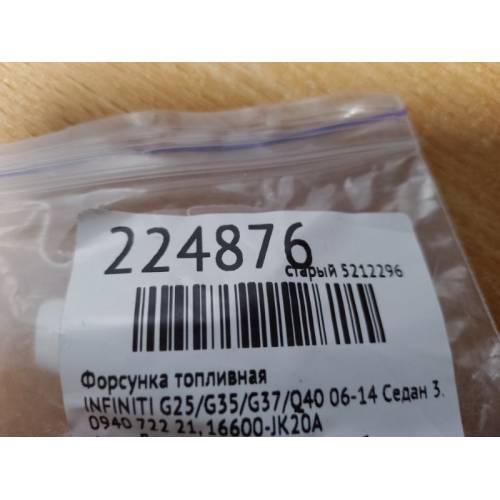 224876
старый 5212296
Форсунка топливная
INFINITI G25/G35/G37/Q40 06-14 Седан 3.
0940 722 21, 16600-JK20A